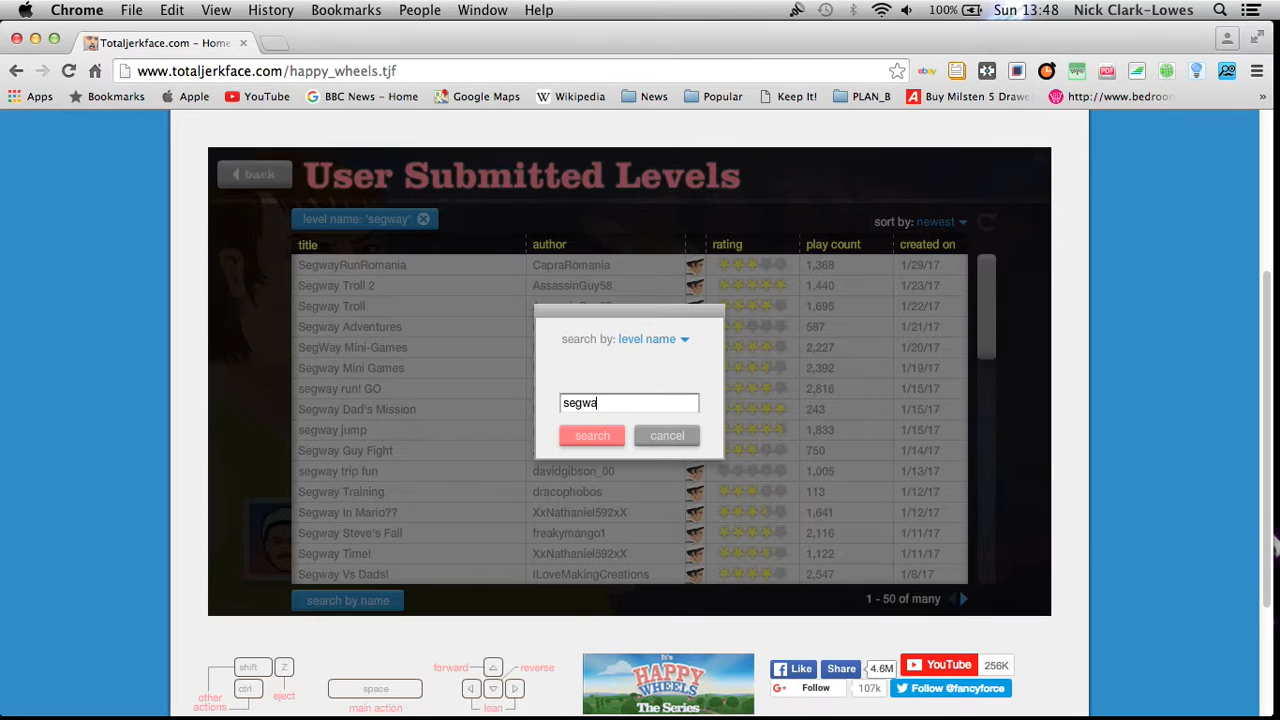 Chrome File Edit View History Bookmarks People Window Help 100% Sun 13:48 Nick Clark-Lowes
Totaljerkface.com – Home
www.totaljerkface.com/happy_wheels.tjf
Apps Bookmarks Apple YouTube BBC News – Home Google Maps Wikipedia News Popular Keep It! PLAN_B Buy Milsten 5 Drawe http://www.bedroon »
back User Submitted Levels
level name: 'segway' sort by: newest
title author rating play count created on
SegwayRunRomania CapraRomania 1,368 1/29/17
Segway Troll 2 AssassinGuy58 1,440 1/23/17
Segway Troll 1,695 1/22/17
Segway Adventures 587 1/21/17
SegWay Mini-Games 2,227 1/20/17
Segway Mini Games 2,392 1/19/17
segway run! GO 2,816 1/15/17
Segway Dad's Mission 243 1/15/17
segway jump 1,833 1/15/17
Segway Guy Fight 750 1/14/17
segway trip fun davidgibson_00 1,005 1/13/17
Segway Training dracophobos 113 1/12/17
Segway In Mario?? XxNathaniel592xX 1,641 1/12/17
Segway Steve's Fall freakymango1 2,116 1/11/17
Segway Time! XxNathaniel592xX 1,122 1/11/17
Segway Vs Dads! ILoveMakingCreations 2,547 1/8/17
search by: level name
segwa
search cancel
search by name 1 - 50 of many
shift Z
ctrl eject
other actions
space
main action
forward reverse
lean
It's HAPPY WHEELS The Series
Like Share 4.6M YouTube 256K
G+ Follow 107k Follow @fancyforce